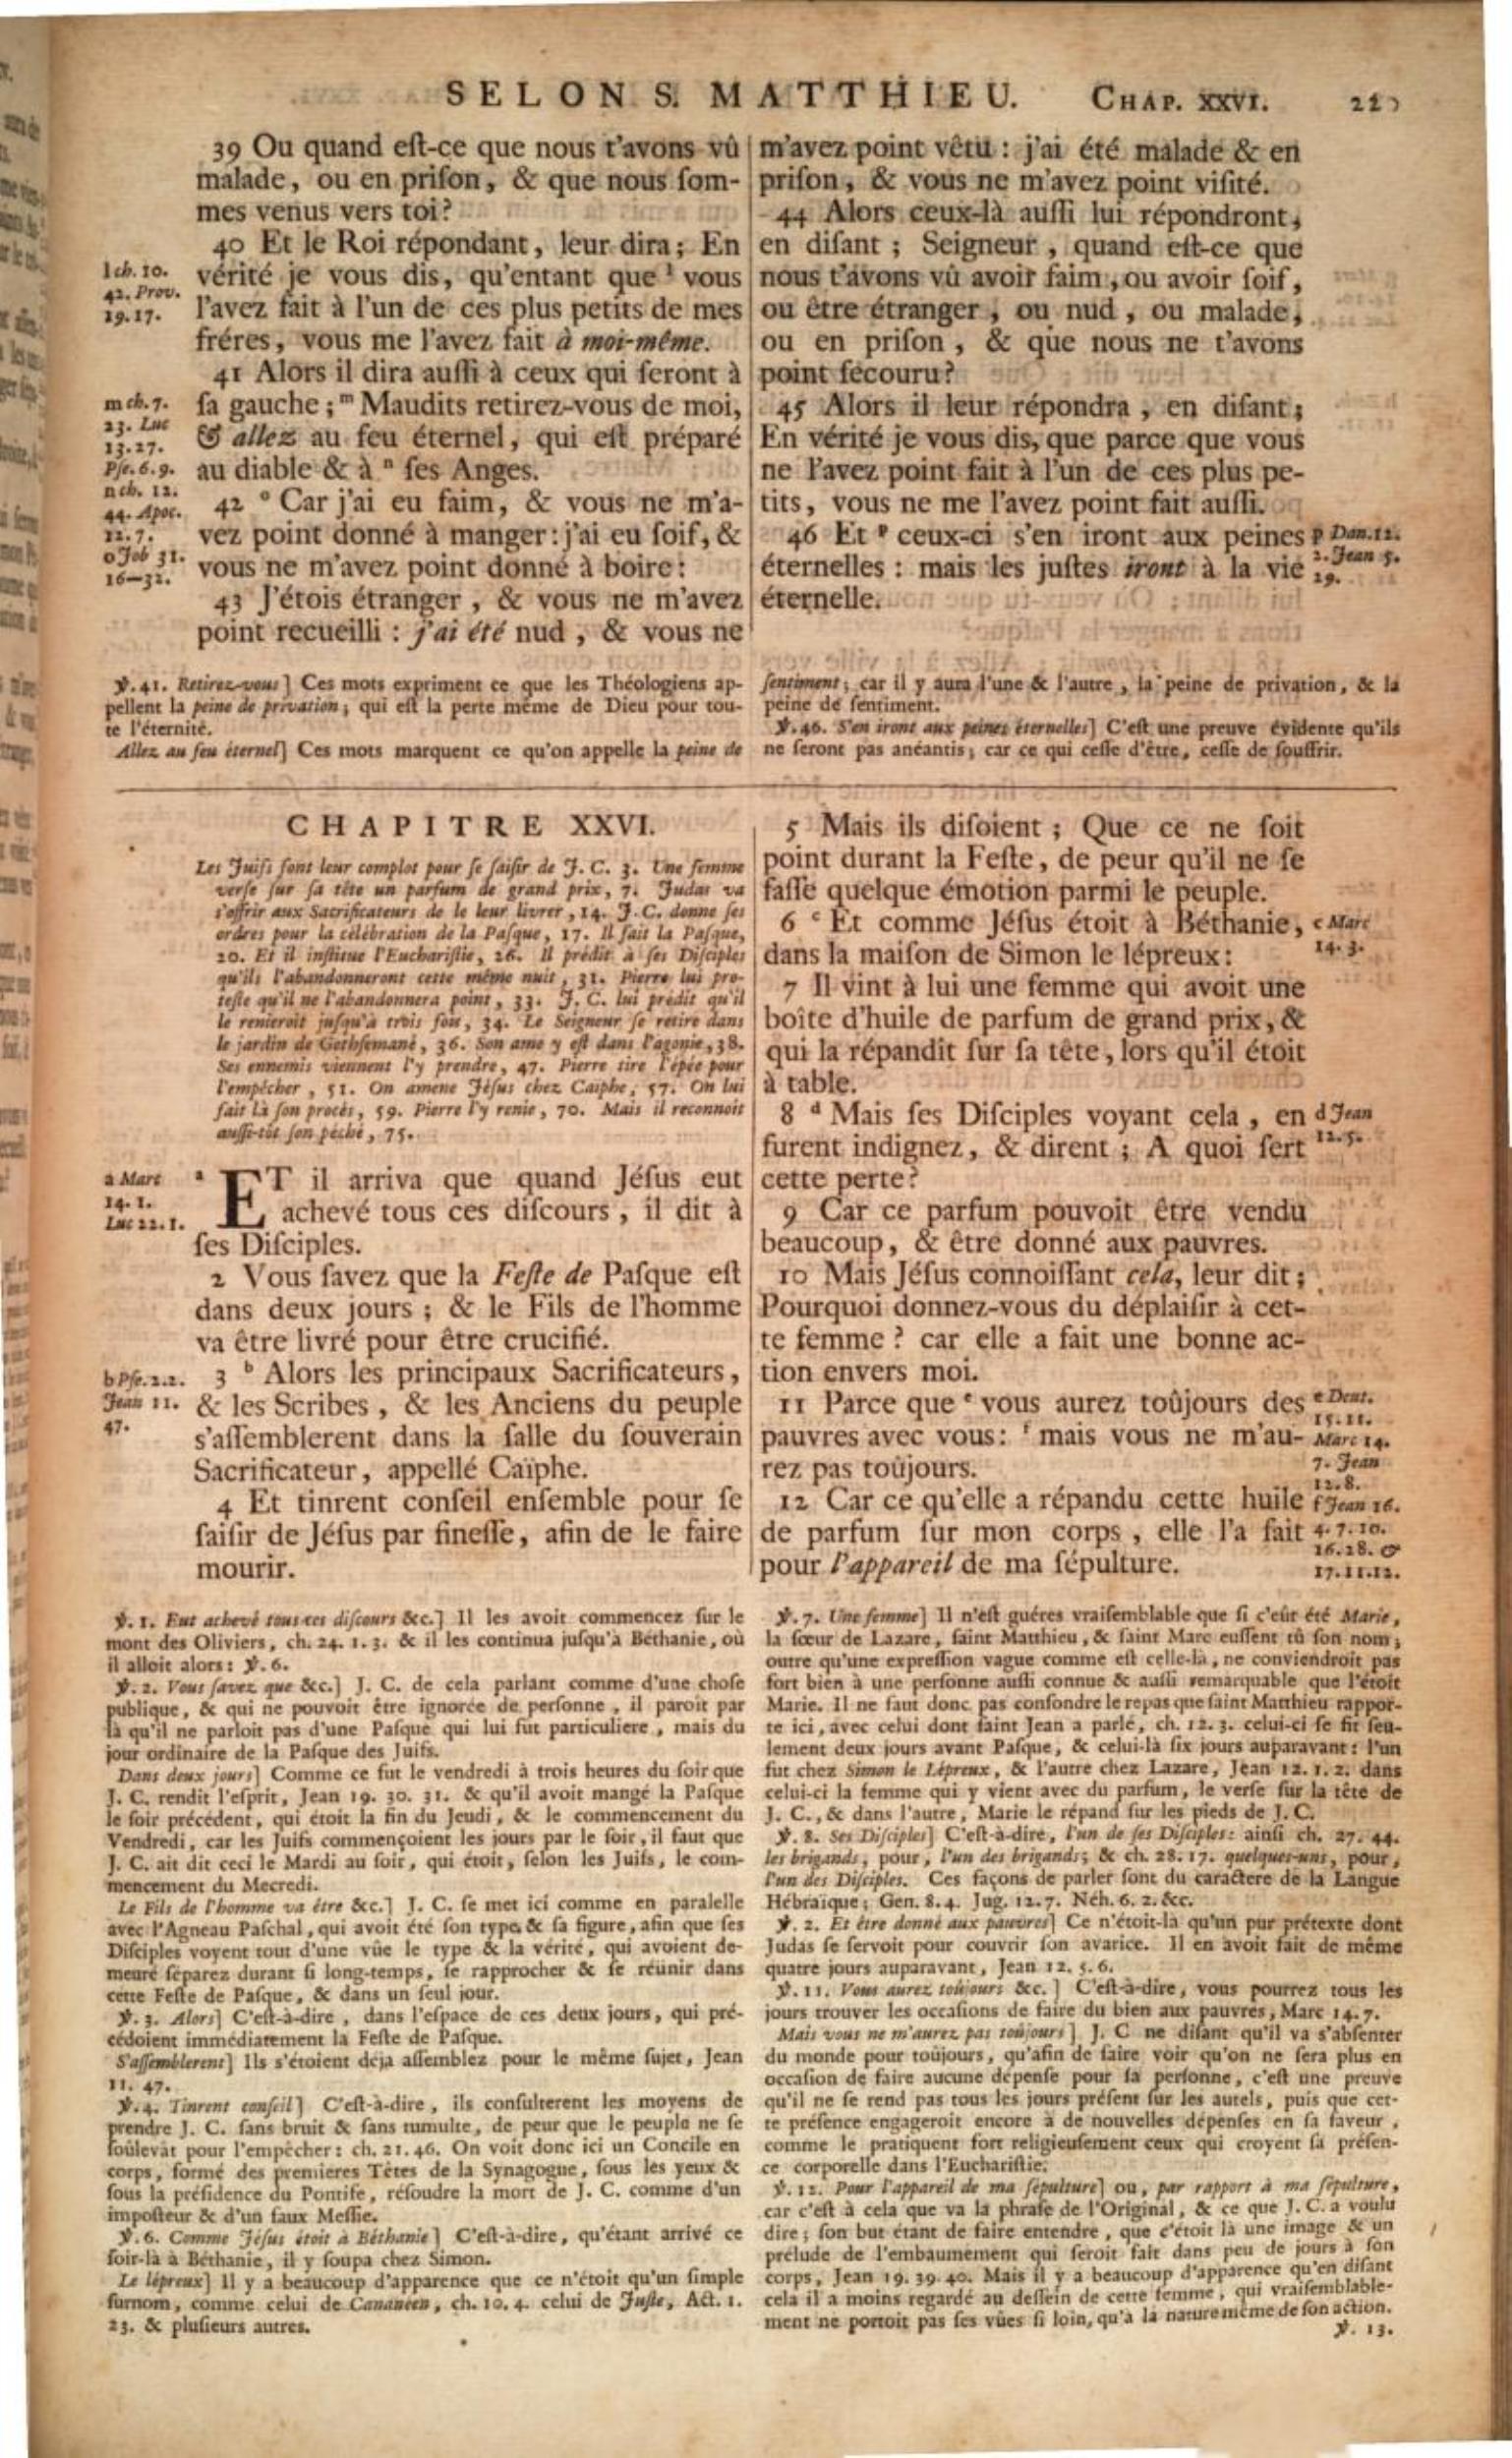 SELON S. MATTHIEU. CHAP. XXVI.
39 Ou quand eſt-ce que nous t'avons vû
malade, ou en priſon, & que nous ſom-
mes venus vers toi?
40 Et le Roi répondant, leur dira; En
vérité je vous dis, qu'entant que ˡ vous
l'avez fait à l'un de ces plus petits de mes
fréres, vous me l'avez fait à moi-même.
41 Alors il dira auſſi à ceux qui ſeront à
ſa gauche; ᵐ Maudits retirez-vous de moi,
& allez au feu éternel, qui eſt préparé
au diable & à ⁿ ſes Anges.
42 ᵒ Car j'ai eu faim, & vous ne m'a-
vez point donné à manger: j'ai eu ſoif, &
vous ne m'avez point donné à boire:
43 J'étois étranger, & vous ne m'avez
point recueilli: j'ai été nud, & vous ne
l ch. 10.
42. Prov.
19. 17.
m ch. 7.
23. Luc
13. 27.
Pſe. 6. 9.
n ch. 12.
44. Apoc.
12. 7.
o Job 31.
16—32.
m'avez point vêtu: j'ai été malade & en
priſon, & vous ne m'avez point viſité.
44 Alors ceux-là auſſi lui répondront,
en diſant; Seigneur, quand eſt-ce que
nous t'avons vû avoir faim, ou avoir ſoif,
ou être étranger, ou nud, ou malade,
ou en priſon, & que nous ne t'avons
point ſecouru?
45 Alors il leur répondra, en diſant;
En vérité je vous dis, que parce que vous
ne l'avez point fait à l'un de ces plus pe-
tits, vous ne me l'avez point fait auſſi.
46 Et ᵖ ceux-ci s'en iront aux peines
éternelles: mais les juſtes iront à la vie
éternelle.
p Dan. 12.
2. Jean 5.
29.
℣. 41. Retirez-vous] Ces mots expriment ce que les Théologiens ap-
pellent la peine de privation; qui eſt la perte même de Dieu pour tou-
te l'éternité.
Allez au feu éternel] Ces mots marquent ce qu'on appelle la peine de
ſentiment; car il y aura l'une & l'autre, la peine de privation, & la
peine de ſentiment.
℣. 46. S'en iront aux peines éternelles] C'eſt une preuve évidente qu'ils
ne ſeront pas anéantis; car ce qui ceſſe d'être, ceſſe de ſouffrir.
CHAPITRE XXVI.
Les Juifs font leur complot pour ſe ſaiſir de J. C. 3. Une femme
verſe ſur ſa tête un parfum de grand prix, 7. Judas va
s'offrir aux Sacrificateurs de le leur livrer, 14. J. C. donne ſes
ordres pour la célébration de la Paſque, 17. Il fait la Paſque,
20. Et il inſtitue l'Euchariſtie, 26. Il prédit à ſes Diſciples
qu'ils l'abandonneront cette même nuit, 31. Pierre lui pro-
teſte qu'il ne l'abandonnera point, 33. J. C. lui prédit qu'il
le renieroit juſqu'à trois fois, 34. Le Seigneur ſe retire dans
le jardin de Gethſemané, 36. Son ame y eſt dans l'agonie, 38.
Ses ennemis viennent l'y prendre, 47. Pierre tire l'épée pour
l'empêcher, 51. On amene Jéſus chez Caïphe, 57. On lui
fait là ſon procès, 59. Pierre l'y renie, 70. Mais il reconnoit
auſſi-tôt ſon péché, 75.
ᵃ ET il arriva que quand Jéſus eut
achevé tous ces diſcours, il dit à
ſes Diſciples.
2 Vous ſavez que la Feſte de Paſque eſt
dans deux jours; & le Fils de l'homme
va être livré pour être crucifié.
3 ᵇ Alors les principaux Sacrificateurs,
& les Scribes, & les Anciens du peuple
s'aſſemblerent dans la ſalle du ſouverain
Sacrificateur, appellé Caïphe.
4 Et tinrent conſeil enſemble pour ſe
ſaiſir de Jéſus par fineſſe, afin de le faire
mourir.
a Marc
14. 1.
Luc 22. 1.
b Pſe. 2. 2.
Jean 11.
47.
5 Mais ils diſoient; Que ce ne ſoit
point durant la Feſte, de peur qu'il ne ſe
faſſe quelque émotion parmi le peuple.
6 ᶜ Et comme Jéſus étoit à Béthanie,
dans la maiſon de Simon le lépreux:
7 Il vint à lui une femme qui avoit une
boîte d'huile de parfum de grand prix, &
qui la répandit ſur ſa tête, lors qu'il étoit
à table.
8 ᵈ Mais ſes Diſciples voyant cela, en
furent indignez, & dirent; A quoi ſert
cette perte?
9 Car ce parfum pouvoit être vendu
beaucoup, & être donné aux pauvres.
10 Mais Jéſus connoiſſant cela, leur dit;
Pourquoi donnez-vous du déplaiſir à cet-
te femme? car elle a fait une bonne ac-
tion envers moi.
11 Parce que ᵉ vous aurez toûjours des
pauvres avec vous: ᶠ mais vous ne m'au-
rez pas toûjours.
12 Car ce qu'elle a répandu cette huile
de parfum ſur mon corps, elle l'a fait
pour l'appareil de ma ſépulture.
c Marc
14. 3.
d Jean
12. 5.
e Deut.
15. 11.
Marc 14.
7. Jean
12. 8.
f Jean 16.
4. 7. 10.
16. 28. &
17. 11. 12.
℣. 1. Eut achevé tous ces diſcours &c.] Il les avoit commencez ſur le
mont des Oliviers, ch. 24. 1. 3. & il les continua juſqu'à Béthanie, où
il alloit alors: ℣. 6.
℣. 2. Vous ſavez que &c.] J. C. de cela parlant comme d'une choſe
publique, & qui ne pouvoit être ignorée de perſonne, il paroit par
là qu'il ne parloit pas d'une Paſque qui lui fut particuliere, mais du
jour ordinaire de la Paſque des Juifs.
Dans deux jours] Comme ce fut le vendredi à trois heures du ſoir que
J. C. rendit l'eſprit, Jean 19. 30. 31. & qu'il avoit mangé la Paſque
le ſoir précédent, qui étoit la fin du Jeudi, & le commencement du
Vendredi, car les Juifs commençoient les jours par le ſoir, il faut que
J. C. ait dit ceci le Mardi au ſoir, qui étoit, ſelon les Juifs, le com-
mencement du Mecredi.
Le Fils de l'homme va être &c.] J. C. ſe met ici comme en paralelle
avec l'Agneau Paſchal, qui avoit été ſon type & ſa figure, afin que ſes
Diſciples voyent tout d'une vûe le type & la vérité, qui avoient de-
meuré ſéparez durant ſi long-temps, ſe rapprocher & ſe réünir dans
cette Feſte de Paſque, & dans un ſeul jour.
℣. 3. Alors] C'eſt-à-dire, dans l'eſpace de ces deux jours, qui pré-
cédoient immédiatement la Feſte de Paſque.
S'aſſemblerent] Ils s'étoient déja aſſemblez pour le même ſujet, Jean
11. 47.
℣. 4. Tinrent conſeil] C'eſt-à-dire, ils conſulterent les moyens de
prendre J. C. ſans bruit & ſans tumulte, de peur que le peuple ne ſe
ſoûlevât pour l'empêcher: ch. 21. 46. On voit donc ici un Concile en
corps, formé des premieres Têtes de la Synagogue, ſous les yeux &
ſous la préſidence du Pontife, réſoudre la mort de J. C. comme d'un
impoſteur & d'un faux Meſſie.
℣. 6. Comme Jéſus étoit à Béthanie] C'eſt-à-dire, qu'étant arrivé ce
ſoir-là à Béthanie, il y ſoupa chez Simon.
Le lépreux] Il y a beaucoup d'apparence que ce n'étoit qu'un ſimple
ſurnom, comme celui de Cananéen, ch. 10. 4. celui de Juſte, Act. 1.
23. & pluſieurs autres.
℣. 7. Une femme] Il n'eſt guéres vraiſemblable que ſi c'eût été Marie,
la ſœur de Lazare, ſaint Matthieu, & ſaint Marc euſſent tû ſon nom;
outre qu'une expreſſion vague comme eſt celle-là, ne conviendroit pas
fort bien à une perſonne auſſi connue & auſſi remarquable que l'étoit
Marie. Il ne faut donc pas confondre le repas que ſaint Matthieu rappor-
te ici, avec celui dont ſaint Jean a parlé, ch. 12. 3. celui-ci ſe fit ſeu-
lement deux jours avant Paſque, & celui-là ſix jours auparavant: l'un
fut chez Simon le Lépreux, & l'autre chez Lazare, Jean 12. 1. 2. dans
celui-ci la femme qui y vient avec du parfum, le verſe ſur la tête de
J. C., & dans l'autre, Marie le répand ſur les pieds de J. C.
℣. 8. Ses Diſciples] C'eſt-à-dire, l'un de ſes Diſciples: ainſi ch. 27. 44.
les brigands, pour, l'un des brigands; & ch. 28. 17. quelques-uns, pour,
l'un des Diſciples. Ces façons de parler ſont du caractere de la Langue
Hébraïque; Gen. 8. 4. Jug. 12. 7. Néh. 6. 2. &c.
℣. 2. Et être donné aux pauvres] Ce n'étoit-là qu'un pur prétexte dont
Judas ſe ſervoit pour couvrir ſon avarice. Il en avoit fait de même
quatre jours auparavant, Jean 12. 5. 6.
℣. 11. Vous aurez toûjours &c.] C'eſt-à-dire, vous pourrez tous les
jours trouver les occaſions de faire du bien aux pauvres, Marc 14. 7.
Mais vous ne m'aurez pas toûjours] J. C. ne diſant qu'il va s'abſenter
du monde pour toûjours, qu'afin de faire voir qu'on ne ſera plus en
occaſion de faire aucune dépenſe pour ſa perſonne, c'eſt une preuve
qu'il ne ſe rend pas tous les jours préſent ſur les autels, puis que cet-
te préſence engageroit encore à de nouvelles dépenſes en ſa faveur,
comme le pratiquent fort religieuſement ceux qui croyent ſa préſen-
ce corporelle dans l'Euchariſtie.
℣. 12. Pour l'appareil de ma ſépulture] ou, par rapport à ma ſépulture,
car c'eſt à cela que va la phraſe de l'Original, & ce que J. C. a voulu
dire; ſon but étant de faire entendre, que c'étoit là une image & un
prélude de l'embaumement qui ſeroit fait dans peu de jours à ſon
corps, Jean 19. 39. 40. Mais il y a beaucoup d'apparence qu'en diſant
cela il a moins regardé au deſſein de cette femme, qui vraiſemblable-
ment ne portoit pas ſes vûes ſi loin, qu'à la nature même de ſon action.
℣. 13.